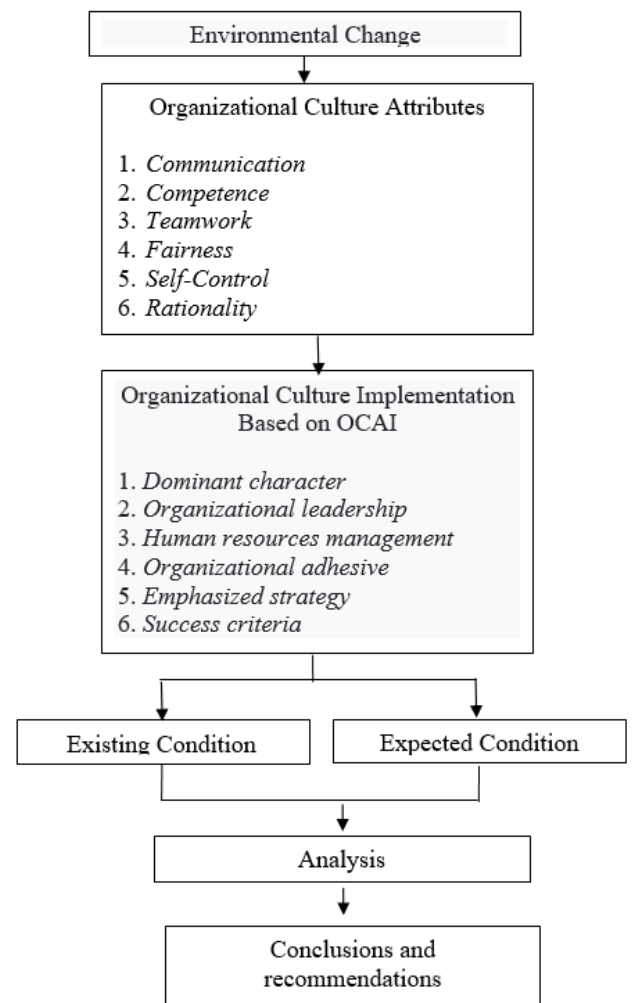 Environmental Change
Organizational Culture Attributes
1. Communication
2. Competence
3. Teamwork
4. Fairness
5. Self-Control
6. Rationality
Organizational Culture Implementation
Based on OCAI
1. Dominant character
2. Organizational leadership
3. Human resources management
4. Organizational adhesive
5. Emphasized strategy
6. Success criteria
Existing Condition
Expected Condition
Analysis
Conclusions and
recommendations